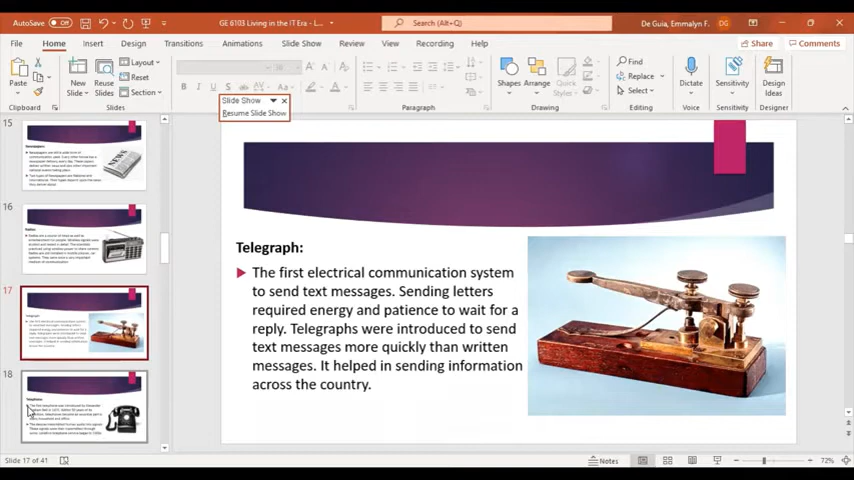 AutoSave Off
GE 6103 Living in the IT Era - L...
Search (Alt+Q)
De Guia, Emmalyn F.
DG
File Home Insert Design Transitions Animations Slide Show Review View Recording Help
Share Comments
Paste
New Slide
Reuse Slides
Layout
Reset
Section
Shapes
Arrange
Quick Styles
Find
Replace
Select
Dictate
Sensitivity
Design Ideas
Clipboard
Slides
Paragraph
Drawing
Editing
Voice
Sensitivity
Designer
Slide Show
Resume Slide Show
15
NEWS
16
17
18
Telegraph:
The first electrical communication system
to send text messages. Sending letters
required energy and patience to wait for a
reply. Telegraphs were introduced to send
text messages more quickly than written
messages. It helped in sending information
across the country.
Slide 17 of 41
Notes
72%